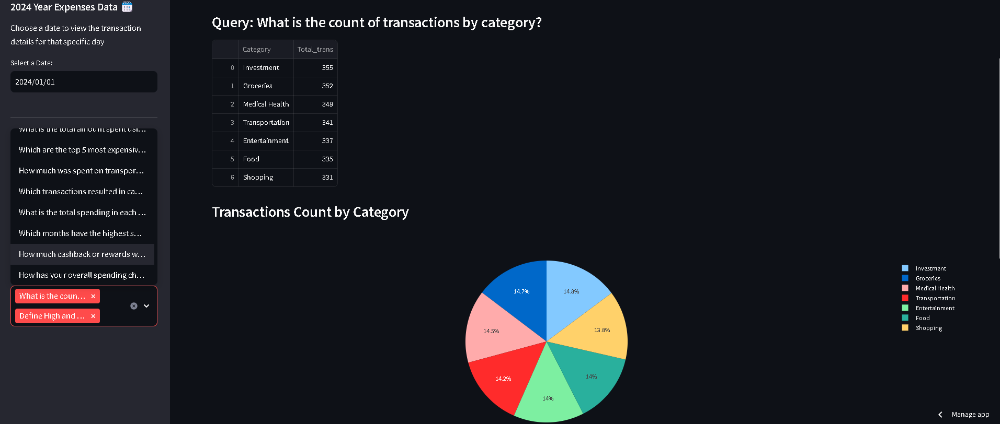 2024 Year Expenses Data
Choose a date to view the transaction
details for that specific day
Select a Date:
2024/01/01
What is the total amount spent usi...
Which are the top 5 most expensiv...
How much was spent on transpor...
Which transactions resulted in ca...
What is the total spending in each ...
Which months have the highest s...
How much cashback or rewards w...
How has your overall spending ch...
What is the coun... ×
Define High and ... ×
Query: What is the count of transactions by category?
Category Total_trans
0 Investment 355
1 Groceries 352
2 Medical Health 349
3 Transportation 341
4 Entertainment 337
5 Food 335
6 Shopping 331
Transactions Count by Category
14.7% 14.8%
14.5% 13.8%
14.2% 14%
14%
Investment
Groceries
Medical Health
Transportation
Entertainment
Food
Shopping
Manage app